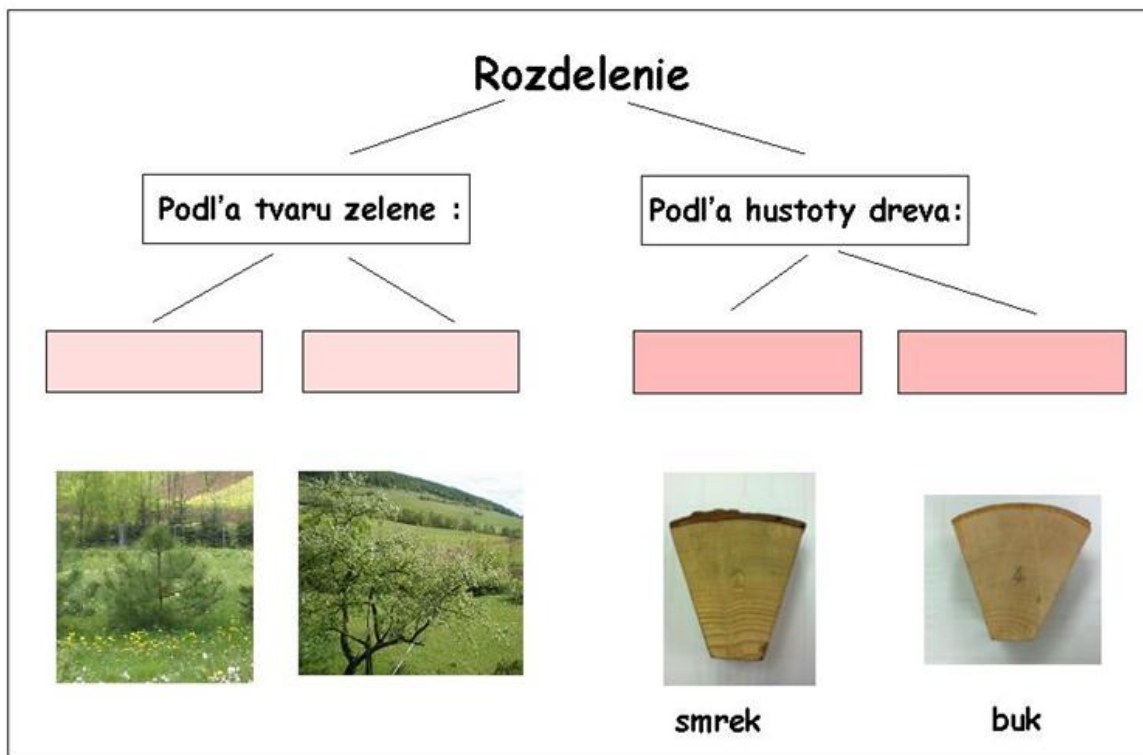 Rozdelenie
Podľa tvaru zelene :
Podľa hustoty dreva:
smrek
buk